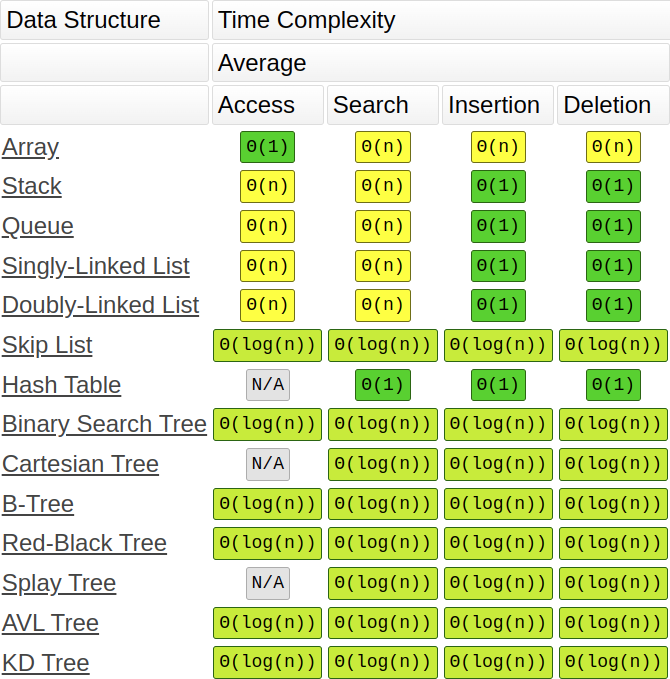 Data Structure Time Complexity
Average
Access Search Insertion Deletion
Array Θ(1) Θ(n) Θ(n) Θ(n)
Stack Θ(n) Θ(n) Θ(1) Θ(1)
Queue Θ(n) Θ(n) Θ(1) Θ(1)
Singly-Linked List Θ(n) Θ(n) Θ(1) Θ(1)
Doubly-Linked List Θ(n) Θ(n) Θ(1) Θ(1)
Skip List Θ(log(n)) Θ(log(n)) Θ(log(n)) Θ(log(n))
Hash Table N/A Θ(1) Θ(1) Θ(1)
Binary Search Tree Θ(log(n)) Θ(log(n)) Θ(log(n)) Θ(log(n))
Cartesian Tree N/A Θ(log(n)) Θ(log(n)) Θ(log(n))
B-Tree Θ(log(n)) Θ(log(n)) Θ(log(n)) Θ(log(n))
Red-Black Tree Θ(log(n)) Θ(log(n)) Θ(log(n)) Θ(log(n))
Splay Tree N/A Θ(log(n)) Θ(log(n)) Θ(log(n))
AVL Tree Θ(log(n)) Θ(log(n)) Θ(log(n)) Θ(log(n))
KD Tree Θ(log(n)) Θ(log(n)) Θ(log(n)) Θ(log(n))